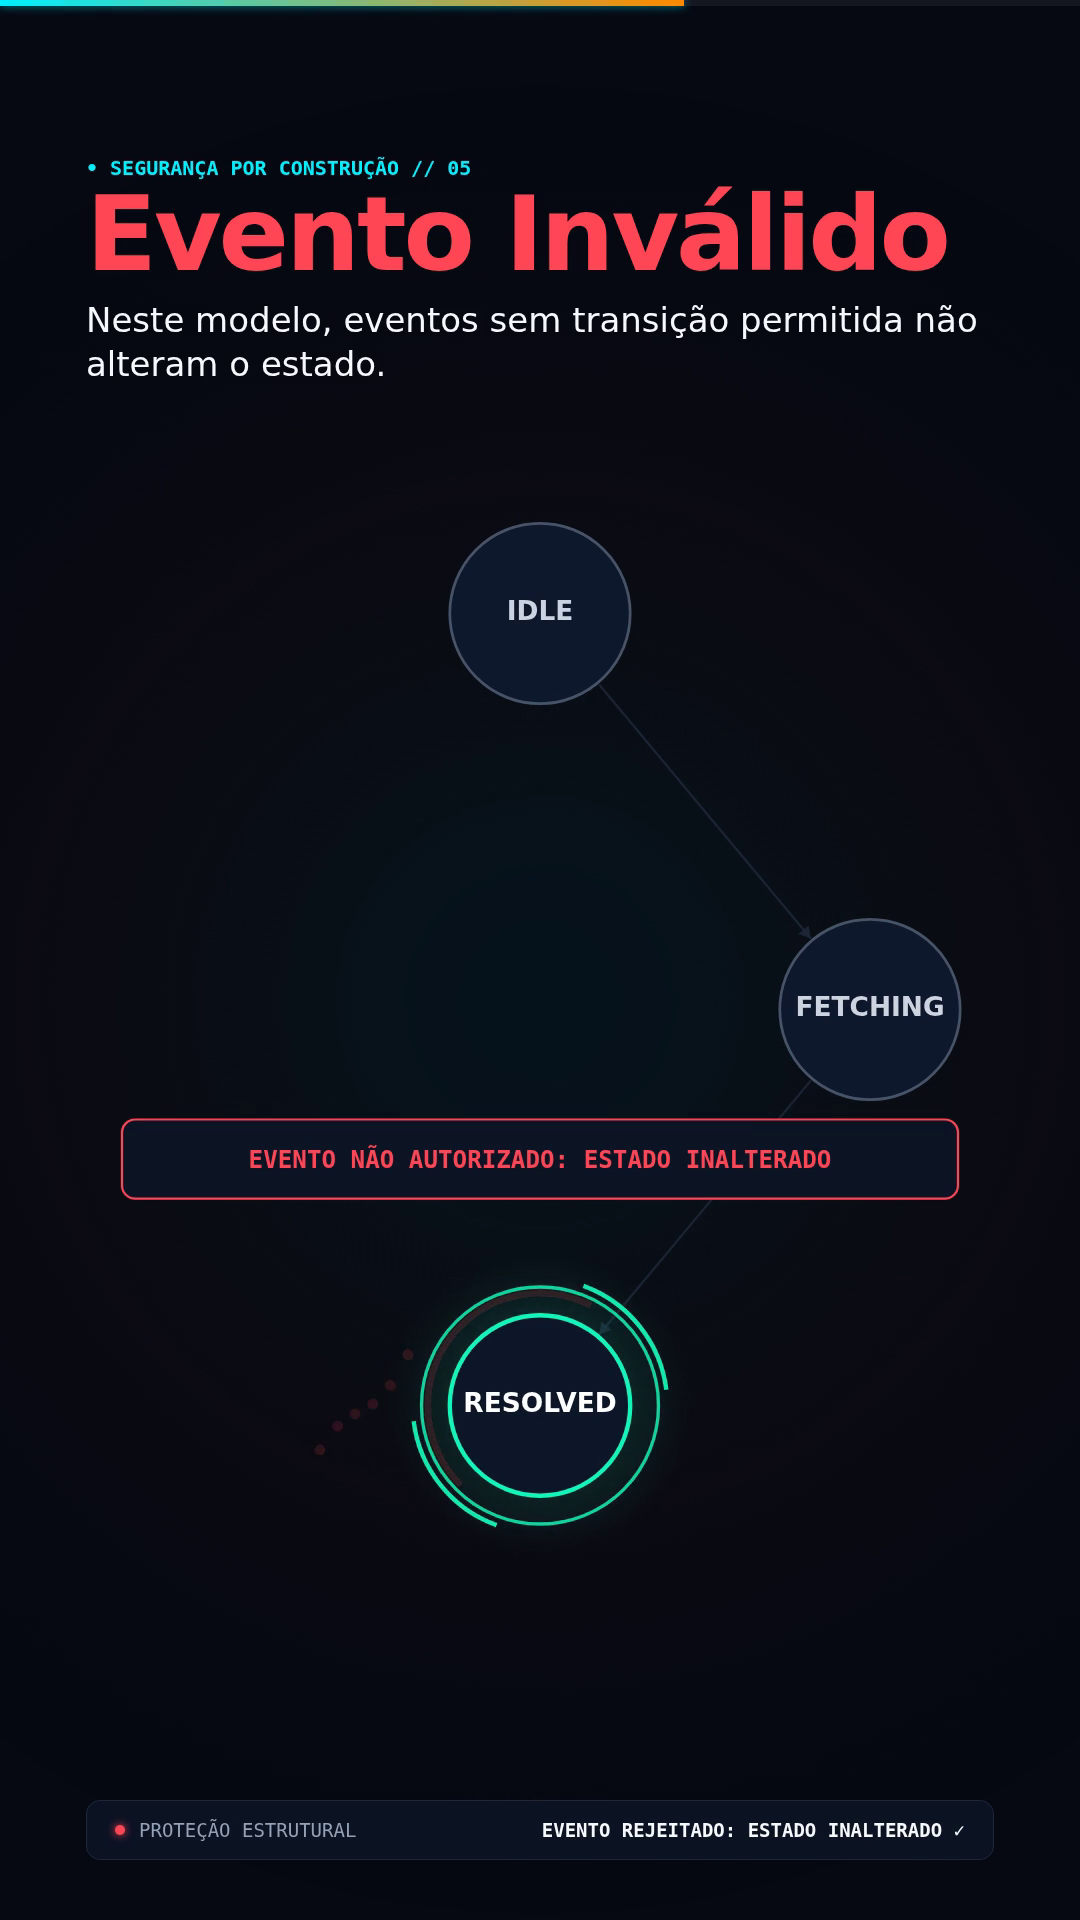 • SEGURANÇA POR CONSTRUÇÃO // 05
Evento Inválido
Neste modelo, eventos sem transição permitida não
alteram o estado.
IDLE
FETCHING
EVENTO NÃO AUTORIZADO: ESTADO INALTERADO
RESOLVED
PROTEÇÃO ESTRUTURAL
EVENTO REJEITADO: ESTADO INALTERADO ✓